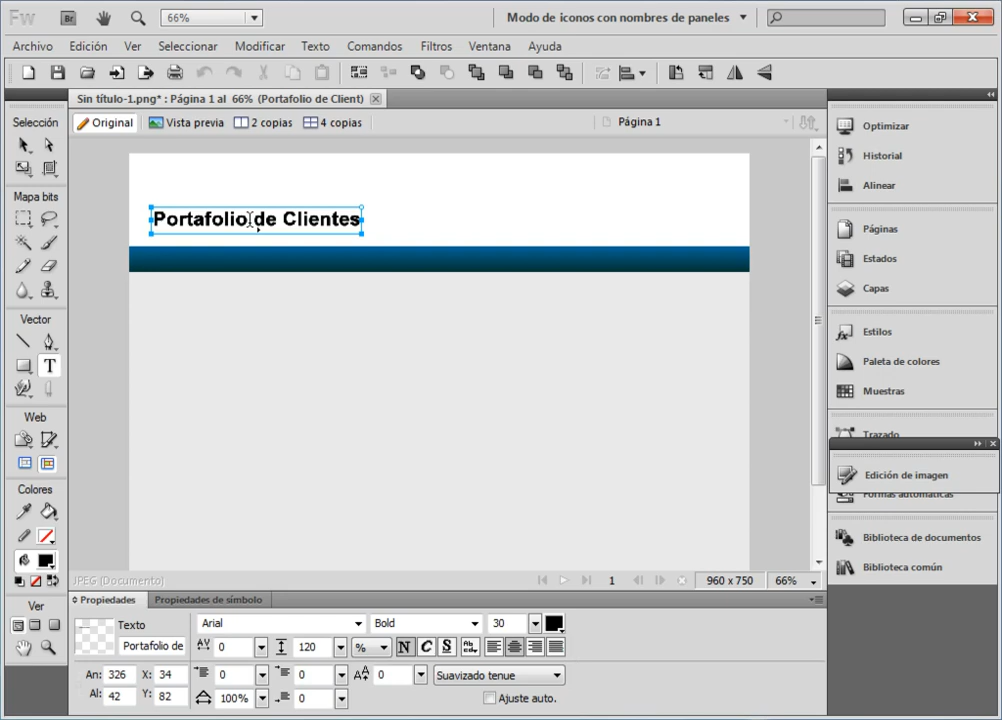 Fw Br 66% Modo de iconos con nombres de paneles
Archivo Edición Ver Seleccionar Modificar Texto Comandos Filtros Ventana Ayuda
Sin título-1.png* : Página 1 al 66% (Portafolio de Client)
Original Vista previa 2 copias 4 copias Página 1
Selección
Mapa bits
Vector
T
Web
Colores
Ver
Portafolio de Clientes
Optimizar
Historial
Alinear
Páginas
Estados
Capas
Estilos
Paleta de colores
Muestras
Trazado
Edición de imagen
Formas automáticas
Biblioteca de documentos
Biblioteca común
JPEG (Documento) 1 960 x 750 66%
Propiedades Propiedades de símbolo
Texto Arial Bold 30
Portafolio de AV 0 120 % N C S
An: 326 X: 34 0 0 0 Suavizado tenue
Al: 42 Y: 82 100% 0 Ajuste auto.